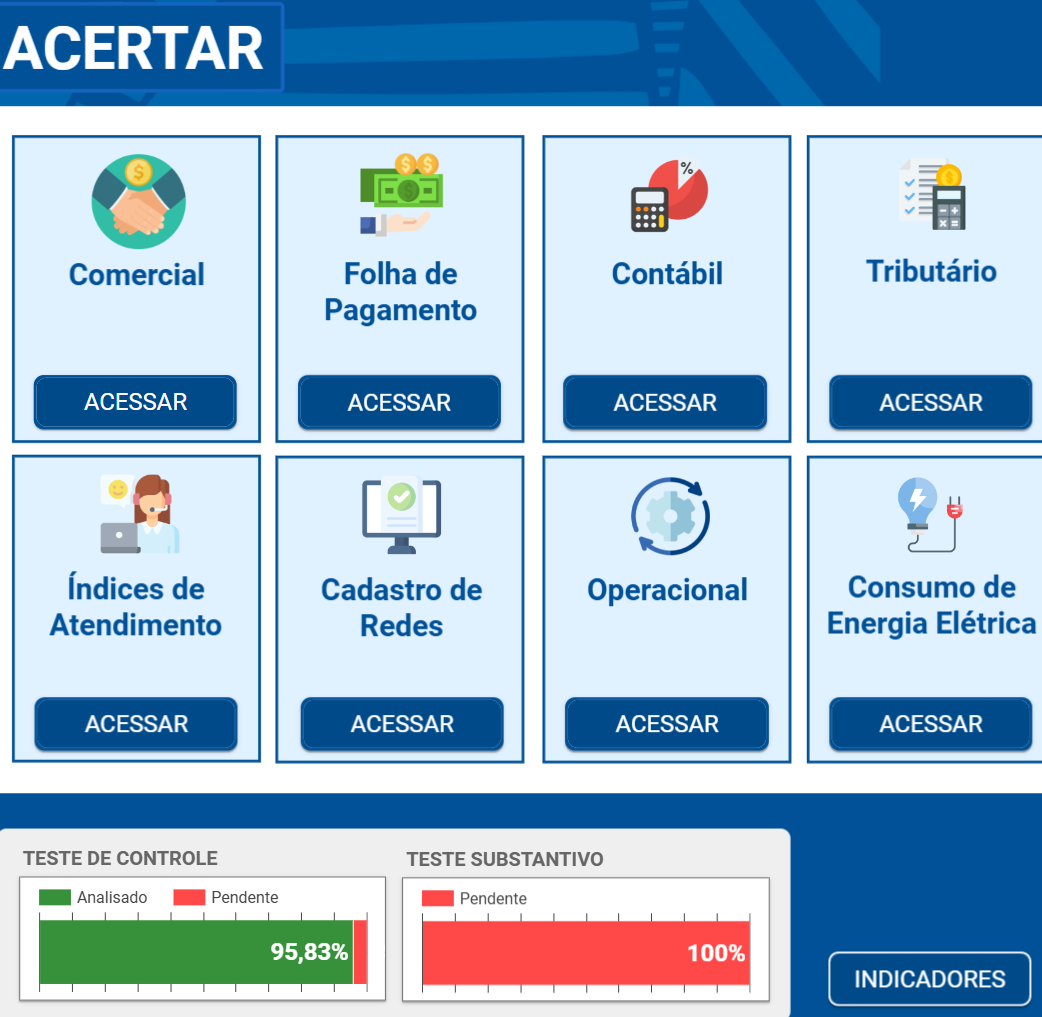 ACERTAR
Comercial
ACESSAR
Folha de
Pagamento
ACESSAR
%
Contábil
ACESSAR
Tributário
ACESSAR
Índices de
Atendimento
ACESSAR
Cadastro de
Redes
ACESSAR
Operacional
ACESSAR
Consumo de
Energia Elétrica
ACESSAR
TESTE DE CONTROLE
Analisado Pendente
95,83%
TESTE SUBSTANTIVO
Pendente
100%
INDICADORES